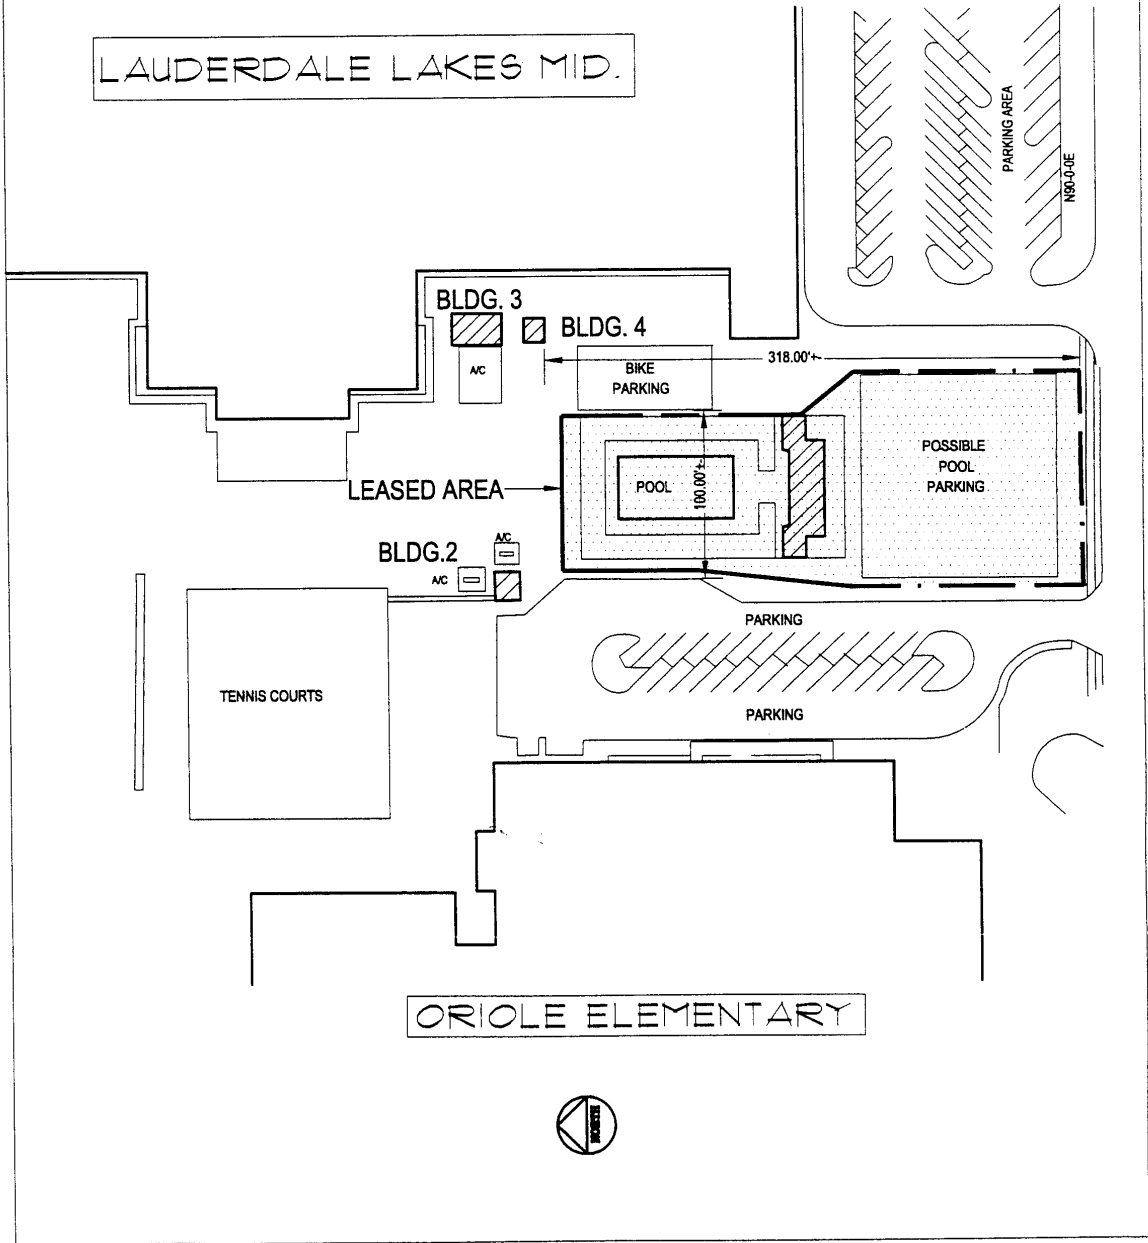 LAUDERDALE LAKES MID.
PARKING AREA
N90-0-0E
BLDG. 3
BLDG. 4
318.00'+-
A/C
BIKE
PARKING
POSSIBLE
POOL
PARKING
LEASED AREA
POOL
100.00'+-
A/C
BLDG.2
A/C
PARKING
TENNIS COURTS
PARKING
ORIOLE ELEMENTARY
NORTH